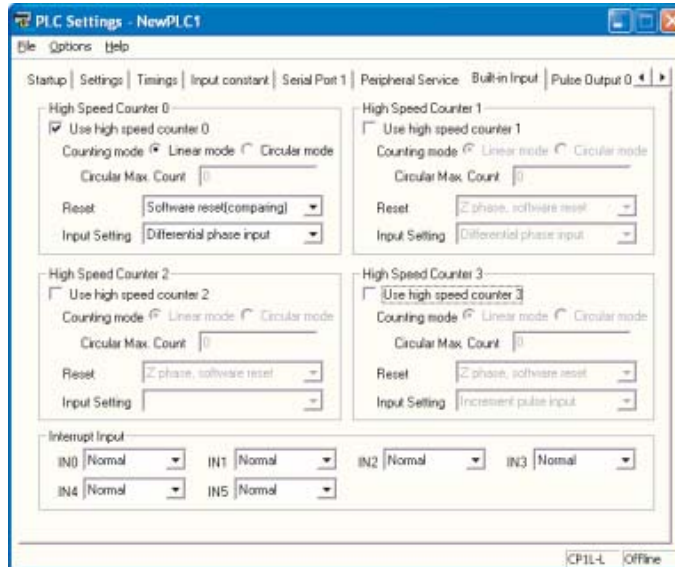 PLC Settings - NewPLC1
File Options Help
Startup Settings Timings Input constant Serial Port 1 Peripheral Service Built-in Input Pulse Output 0
High Speed Counter 0
Use high speed counter 0
Counting mode Linear mode Circular mode
Circular Max. Count 0
Reset Software reset(comparing)
Input Setting Differential phase input
High Speed Counter 1
Use high speed counter 1
Counting mode Linear mode Circular mode
Circular Max. Count 0
Reset Z phase, software reset
Input Setting Differential phase input
High Speed Counter 2
Use high speed counter 2
Counting mode Linear mode Circular mode
Circular Max. Count 0
Reset Z phase, software reset
Input Setting
High Speed Counter 3
Use high speed counter 3
Counting mode Linear mode Circular mode
Circular Max. Count 0
Reset Z phase, software reset
Input Setting Increment pulse input
Interrupt Input
IN0 Normal IN1 Normal IN2 Normal IN3 Normal
IN4 Normal IN5 Normal
CP1L-L Offline